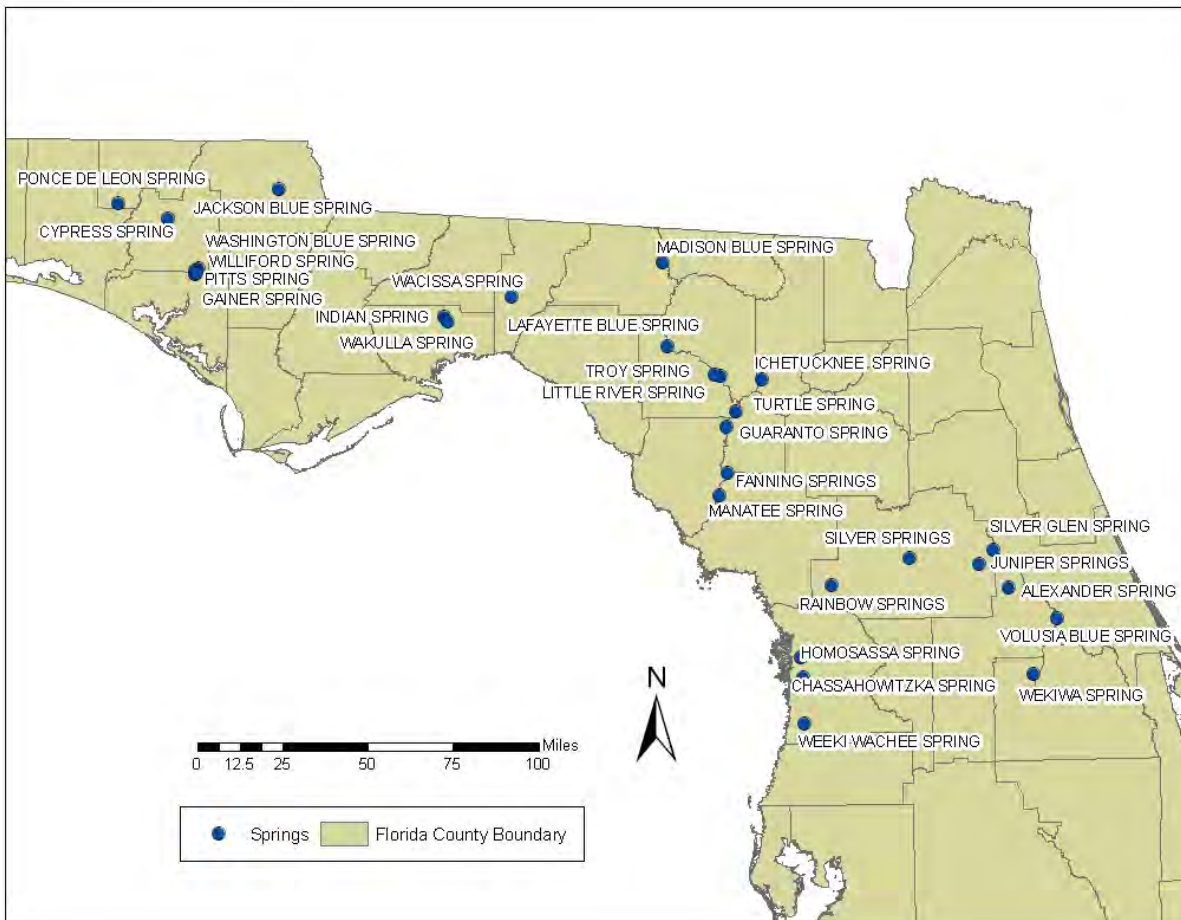 PONCE DE LEON SPRING
JACKSON BLUE SPRING
CYPRESS SPRING
WASHINGTON BLUE SPRING
WILLIFORD SPRING
PITTS SPRING
GAINER SPRING
WACISSA SPRING
INDIAN SPRING
WAKULLA SPRING
MADISON BLUE SPRING
LAFAYETTE BLUE SPRING
TROY SPRING
ICHETUCKNEE SPRING
LITTLE RIVER SPRING
TURTLE SPRING
GUARANTO SPRING
FANNING SPRINGS
MANATEE SPRING
SILVER GLEN SPRING
SILVER SPRINGS
JUNIPER SPRINGS
ALEXANDER SPRING
RAINBOW SPRINGS
VOLUSIA BLUE SPRING
HOMOSASSA SPRING
CHASSAHOWITZKA SPRING
WEKIWA SPRING
WEEKI WACHEE SPRING
N
Miles
0 12.5 25 50 75 100
Springs
Florida County Boundary